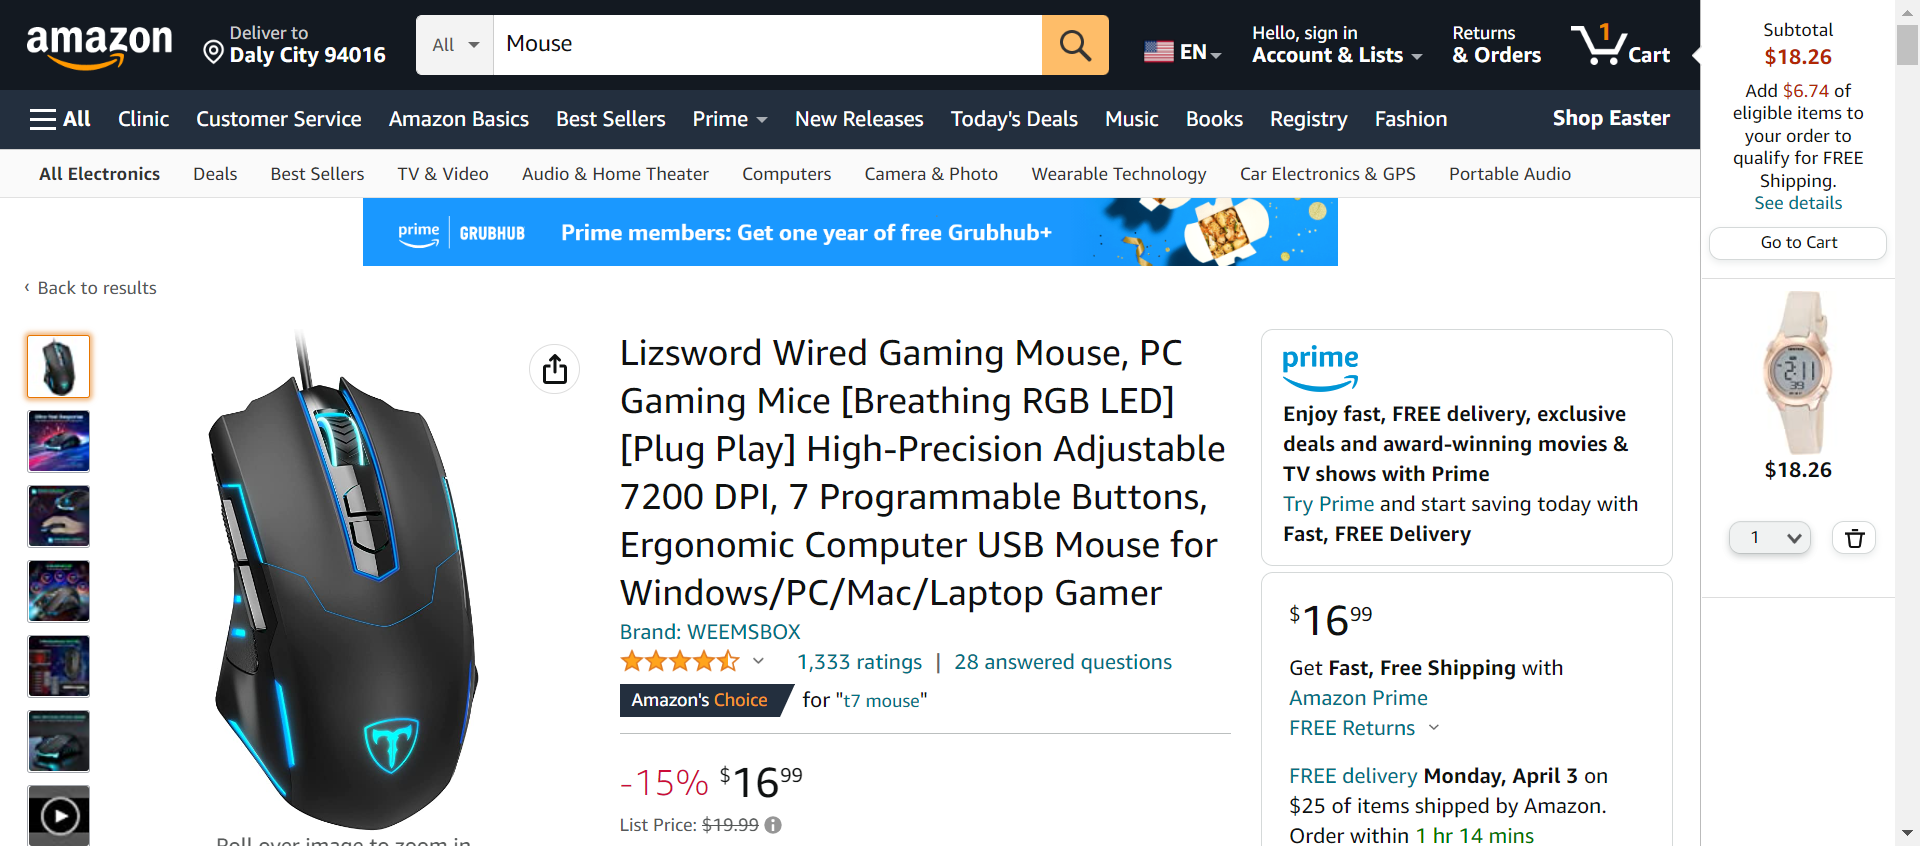 amazon
Deliver to
Daly City 94016
All
Mouse
EN
Hello, sign in
Account & Lists
Returns
& Orders
1
Cart
All
Clinic
Customer Service
Amazon Basics
Best Sellers
Prime
New Releases
Today's Deals
Music
Books
Registry
Fashion
Shop Easter
All Electronics
Deals
Best Sellers
TV & Video
Audio & Home Theater
Computers
Camera & Photo
Wearable Technology
Car Electronics & GPS
Portable Audio
prime
GRUBHUB
Prime members: Get one year of free Grubhub+
‹ Back to results
Roll over image to zoom in
Lizsword Wired Gaming Mouse, PC
Gaming Mice [Breathing RGB LED]
[Plug Play] High-Precision Adjustable
7200 DPI, 7 Programmable Buttons,
Ergonomic Computer USB Mouse for
Windows/PC/Mac/Laptop Gamer
Brand: WEEMSBOX
1,333 ratings | 28 answered questions
Amazon's Choice for "t7 mouse"
-15% $16 99
List Price: $19.99
prime
Enjoy fast, FREE delivery, exclusive
deals and award-winning movies &
TV shows with Prime
Try Prime and start saving today with
Fast, FREE Delivery
$16 99
Get Fast, Free Shipping with
Amazon Prime
FREE Returns
FREE delivery Monday, April 3 on
$25 of items shipped by Amazon.
Order within 1 hr 14 mins
Subtotal
$18.26
Add $6.74 of
eligible items to
your order to
qualify for FREE
Shipping.
See details
Go to Cart
2:11
39
$18.26
1